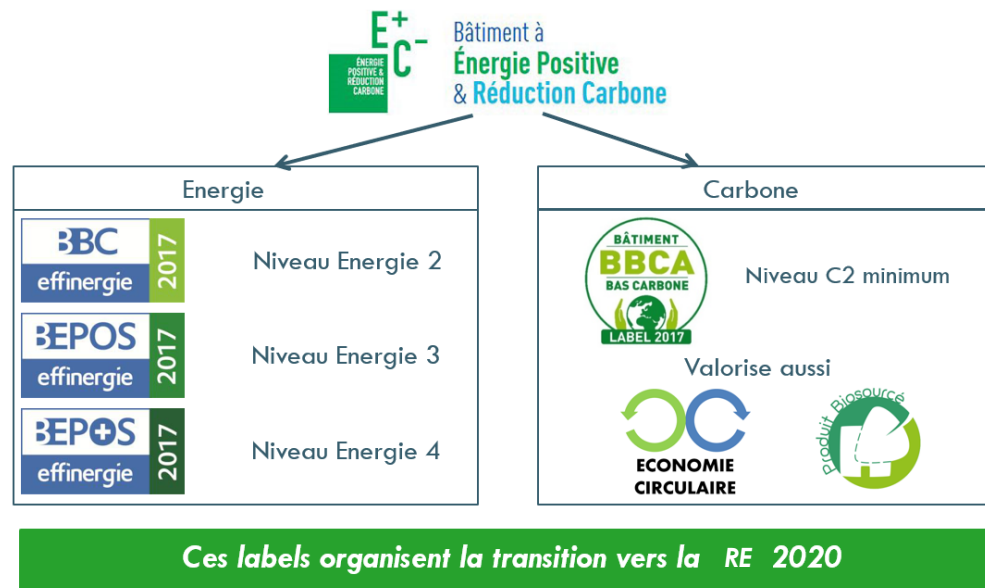 E+
C-
ÉNERGIE
POSITIVE &
RÉDUCTION
CARBONE
Bâtiment à
Énergie Positive
& Réduction Carbone
Energie
BBC
effinergie
2017
Niveau Energie 2
BEPOS
effinergie
2017
Niveau Energie 3
BEP+S
effinergie
2017
Niveau Energie 4
Carbone
BÂTIMENT
BBCA
BAS CARBONE
LABEL 2017
Niveau C2 minimum
Valorise aussi
ECONOMIE
CIRCULAIRE
Produit Biosourcé
Ces labels organisent la transition vers la RE 2020